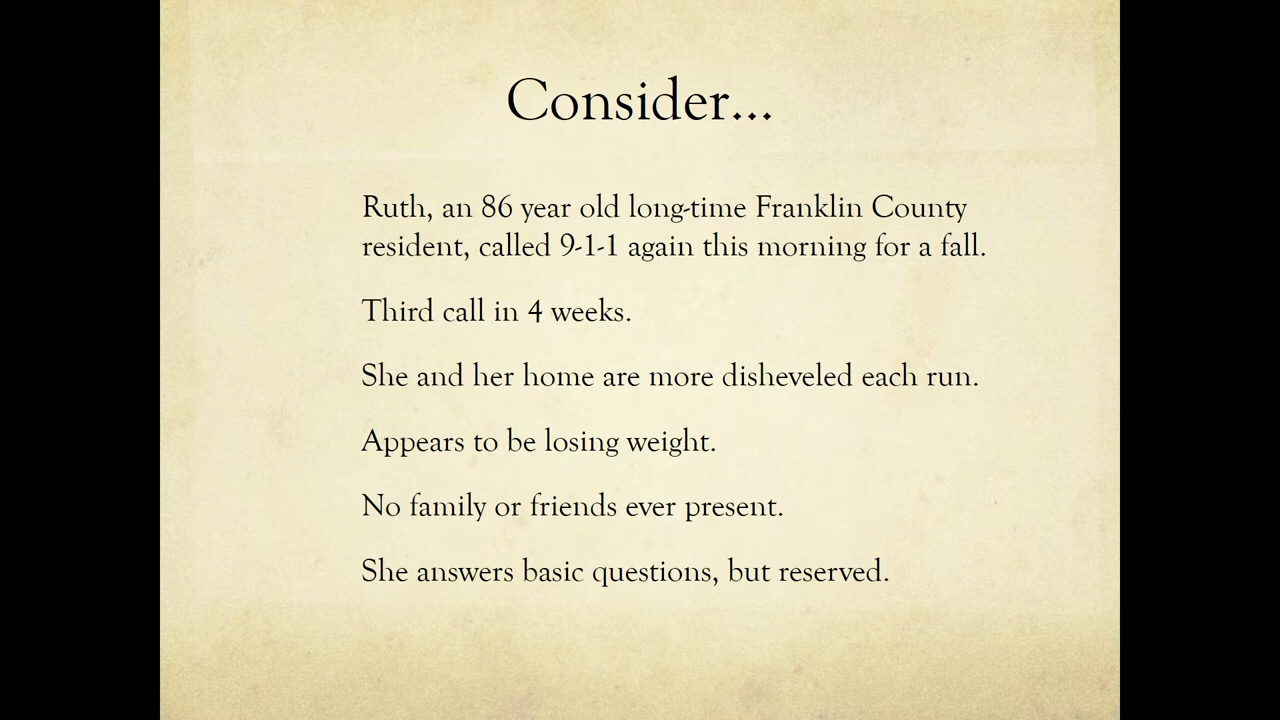 Consider...
Ruth, an 86 year old long-time Franklin County
resident, called 9-1-1 again this morning for a fall.
Third call in 4 weeks.
She and her home are more disheveled each run.
Appears to be losing weight.
No family or friends ever present.
She answers basic questions, but reserved.